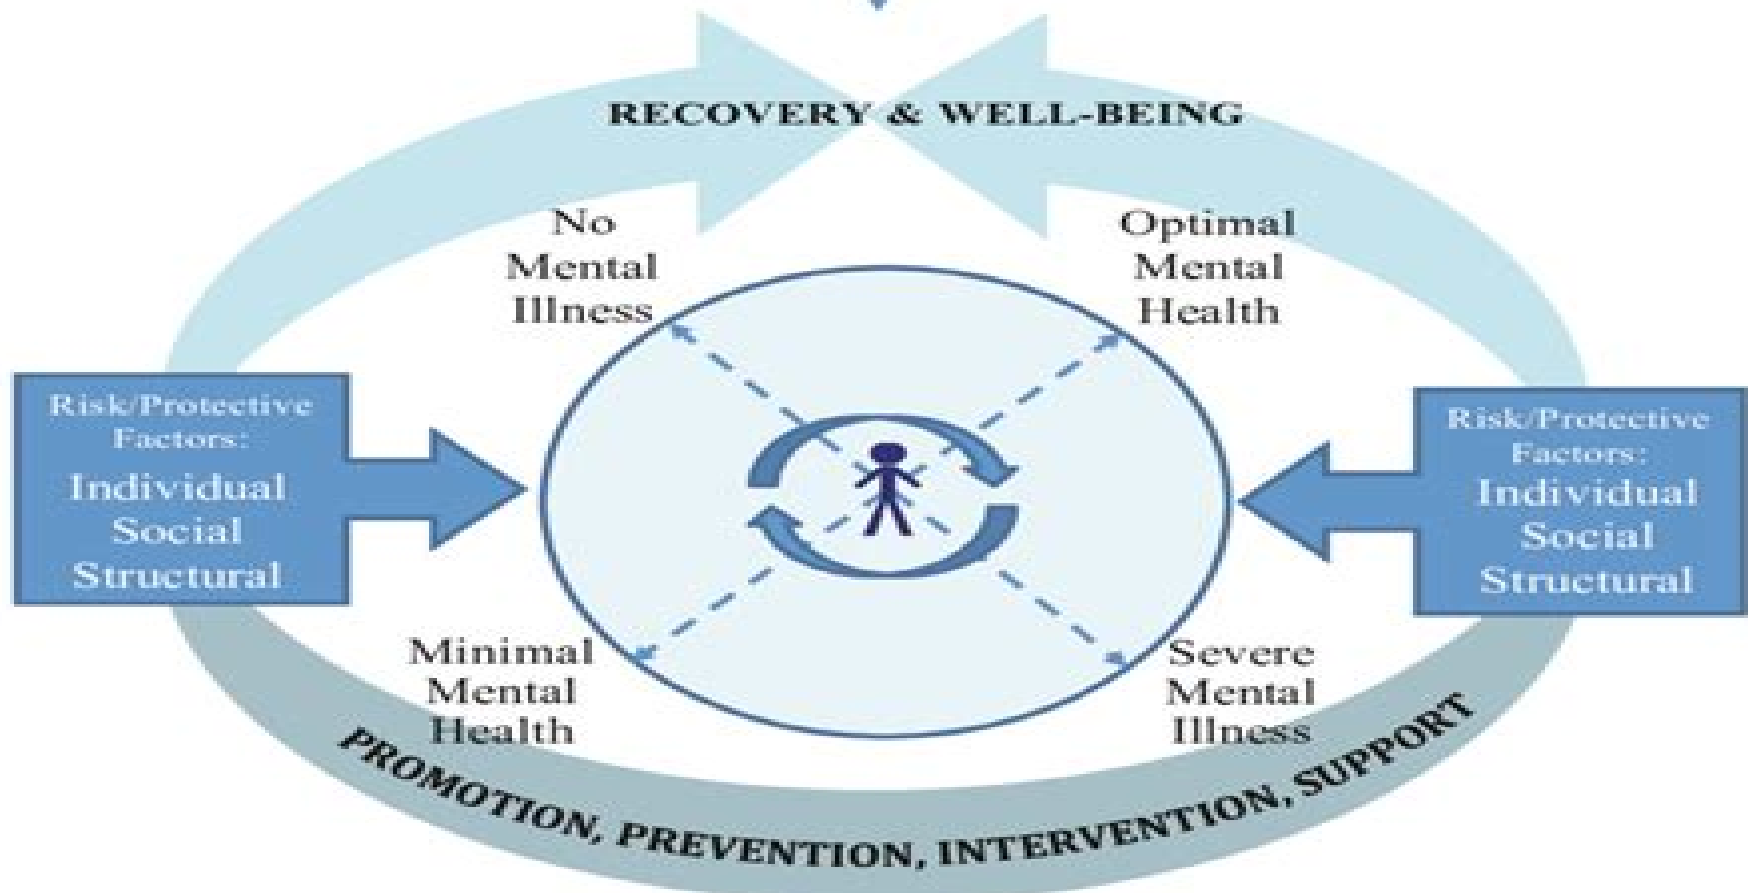 RECOVERY & WELL-BEING
No
Mental
Illness
Optimal
Mental
Health
Risk/Protective
Factors:
Individual
Social
Structural
Risk/Protective
Factors:
Individual
Social
Structural
Minimal
Mental
Health
Severe
Mental
Illness
PROMOTION, PREVENTION, INTERVENTION, SUPPORT